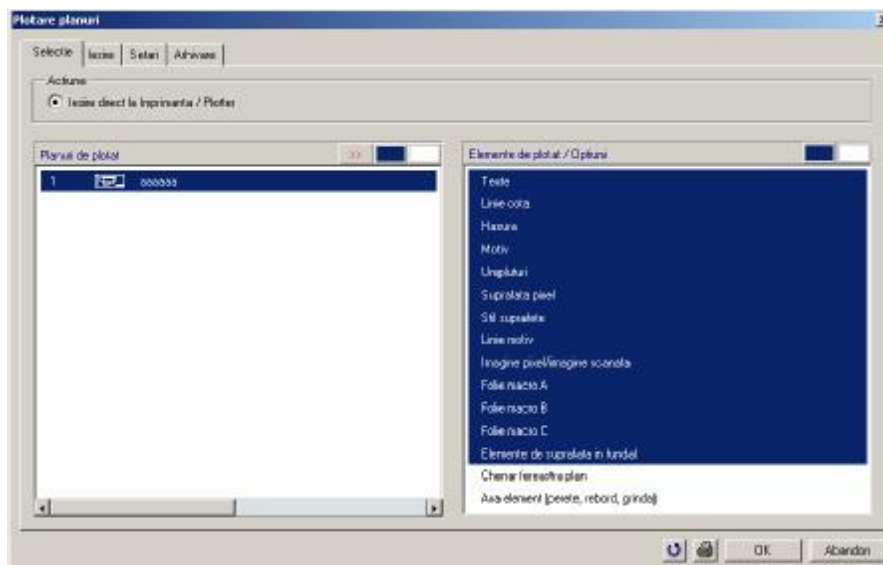 Plotare planuri
Selectie Iesire Setari Arhivare
Actiune
Iesire direct la Imprimanta / Plotter
Planuri de plotat >>
1 aaaaaa
Elemente de plotat / Optiuni
Texte
Linie cota
Hasura
Motiv
Umpluturi
Suprafata pixel
Stil suprafete
Linie motiv
Imagine pixel/imagine scanata
Folie macro A
Folie macro B
Folie macro C
Elemente de suprafata in fundal
Chenar fereastra plan
Axa element (perete, rebord, grinda)
OK Abandon